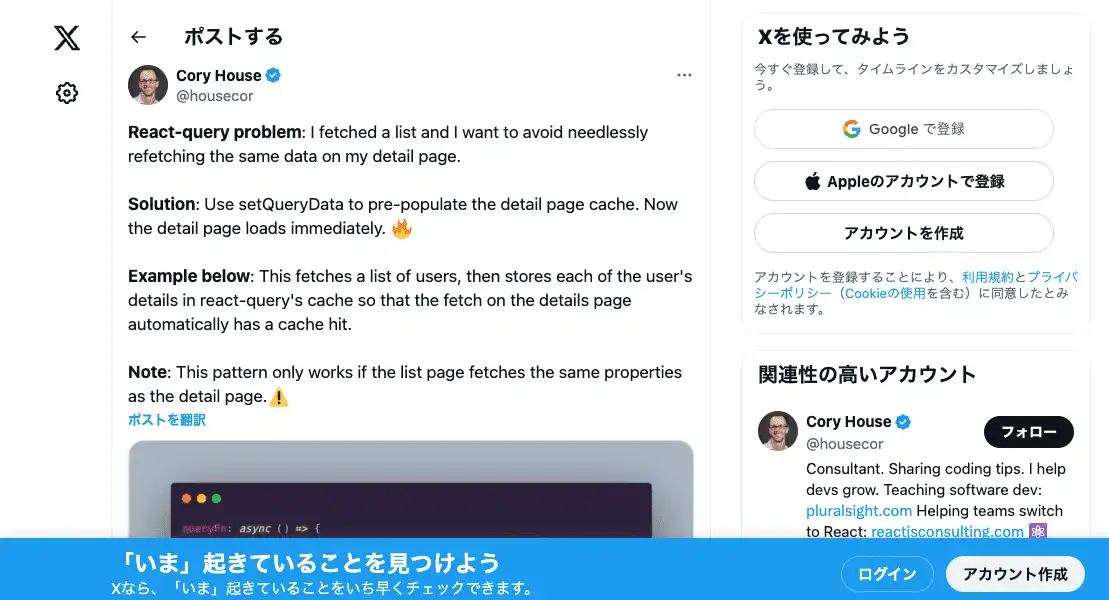 ポストする
Cory House
@housecor
React-query problem: I fetched a list and I want to avoid needlessly
refetching the same data on my detail page.
Solution: Use setQueryData to pre-populate the detail page cache. Now
the detail page loads immediately. 🔥
Example below: This fetches a list of users, then stores each of the user's
details in react-query's cache so that the fetch on the details page
automatically has a cache hit.
Note: This pattern only works if the list page fetches the same properties
as the detail page.⚠️
ポストを翻訳
queryFn: async () => {
Xを使ってみよう
今すぐ登録して、タイムラインをカスタマイズしましょ
う。
Google で登録
Appleのアカウントで登録
アカウントを作成
アカウントを登録することにより、利用規約とプライバ
シーポリシー（Cookieの使用を含む）に同意したとみ
なされます。
関連性の高いアカウント
Cory House
@housecor
フォロー
Consultant. Sharing coding tips. I help
devs grow. Teaching software dev:
pluralsight.com Helping teams switch
to React: reactjsconsulting.com ⚛️
「いま」起きていることを見つけよう
Xなら、「いま」起きていることをいち早くチェックできます。
ログイン
アカウント作成